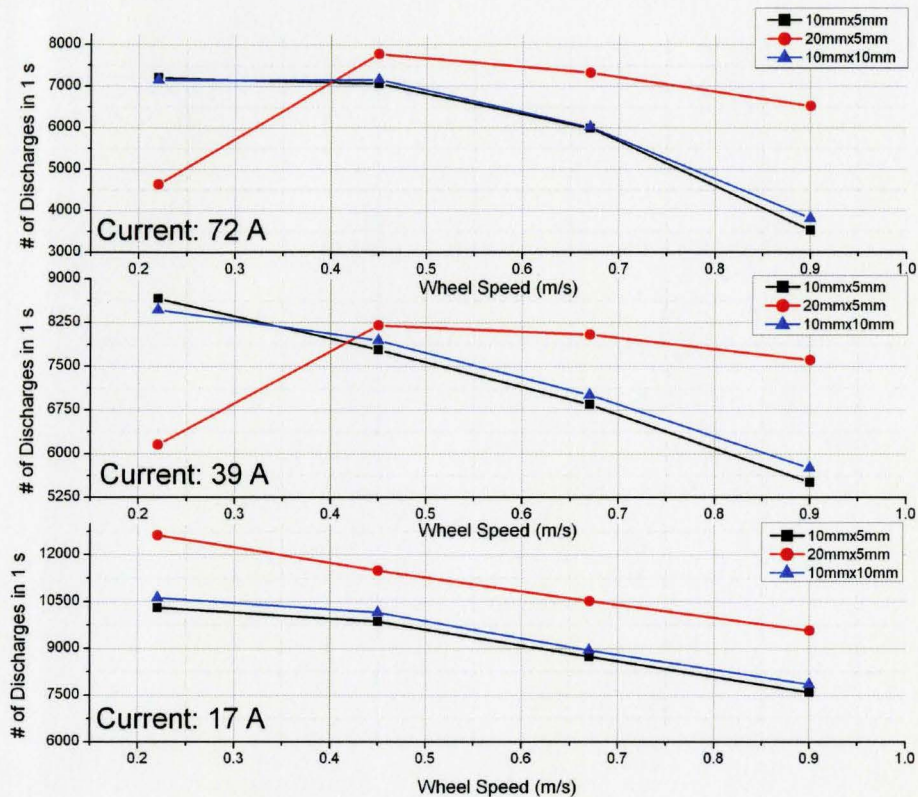 10mmx5mm
20mmx5mm
10mmx10mm
# of Discharges in 1 s
8000
7000
6000
5000
4000
3000
Current: 72 A
0.2 0.3 0.4 0.5 0.6 0.7 0.8 0.9 1.0
Wheel Speed (m/s)
10mmx5mm
20mmx5mm
10mmx10mm
# of Discharges in 1 s
9000
8250
7500
6750
6000
5250
Current: 39 A
0.2 0.3 0.4 0.5 0.6 0.7 0.8 0.9 1.0
Wheel Speed (m/s)
10mmx5mm
20mmx5mm
10mmx10mm
# of Discharges in 1 s
12000
10500
9000
7500
6000
Current: 17 A
0.2 0.3 0.4 0.5 0.6 0.7 0.8 0.9 1.0
Wheel Speed (m/s)